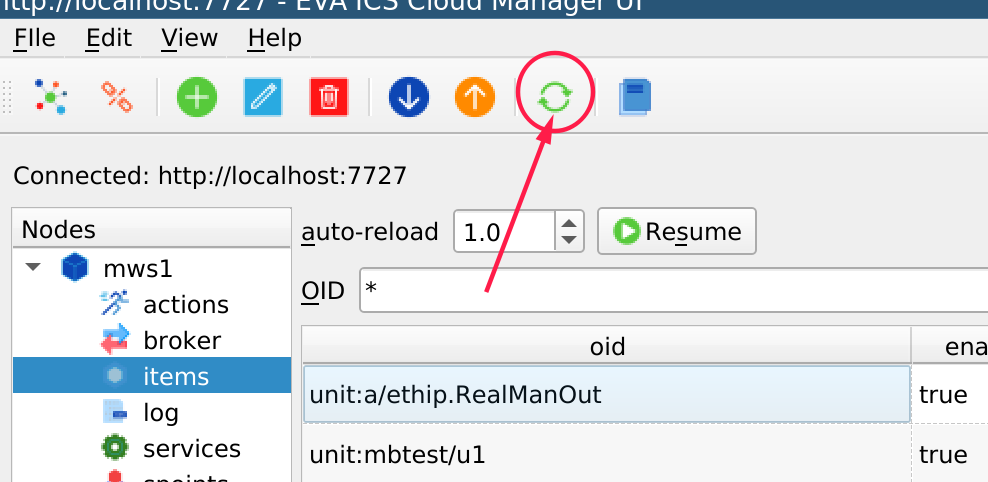 http://localhost:7727 - EVA ICS Cloud Manager UI
FIle Edit View Help
Connected: http://localhost:7727
Nodes
auto-reload 1.0 Resume
mws1
OID *
actions
broker
oid ena
items
unit:a/ethip.RealManOut true
log
services
unit:mbtest/u1 true
spoints